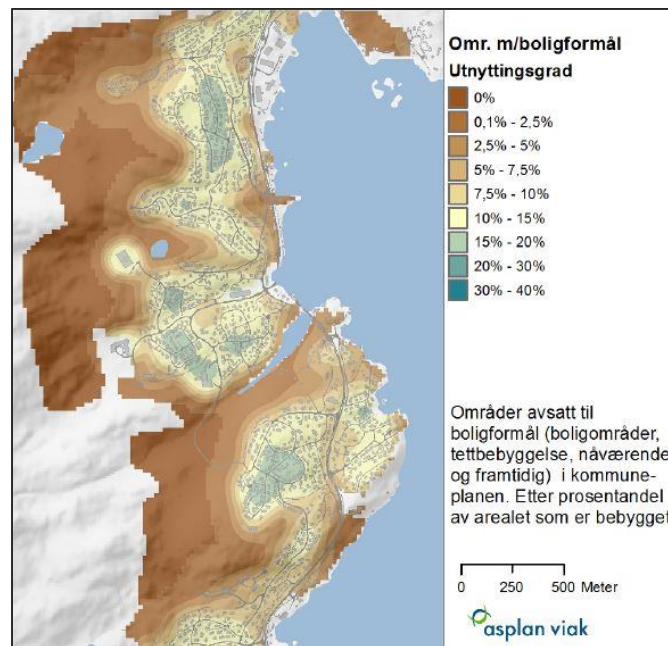 Omr. m/boligformål
Utnyttingsgrad
0%
0,1% - 2,5%
2,5% - 5%
5% - 7,5%
7,5% - 10%
10% - 15%
15% - 20%
20% - 30%
30% - 40%
Områder avsatt til
boligformål (boligområder,
tettbebyggelse, nåværende
og framtidig) i kommune-
planen. Etter prosentandel
av arealet som er bebygget
0 250 500 Meter
asplan viak